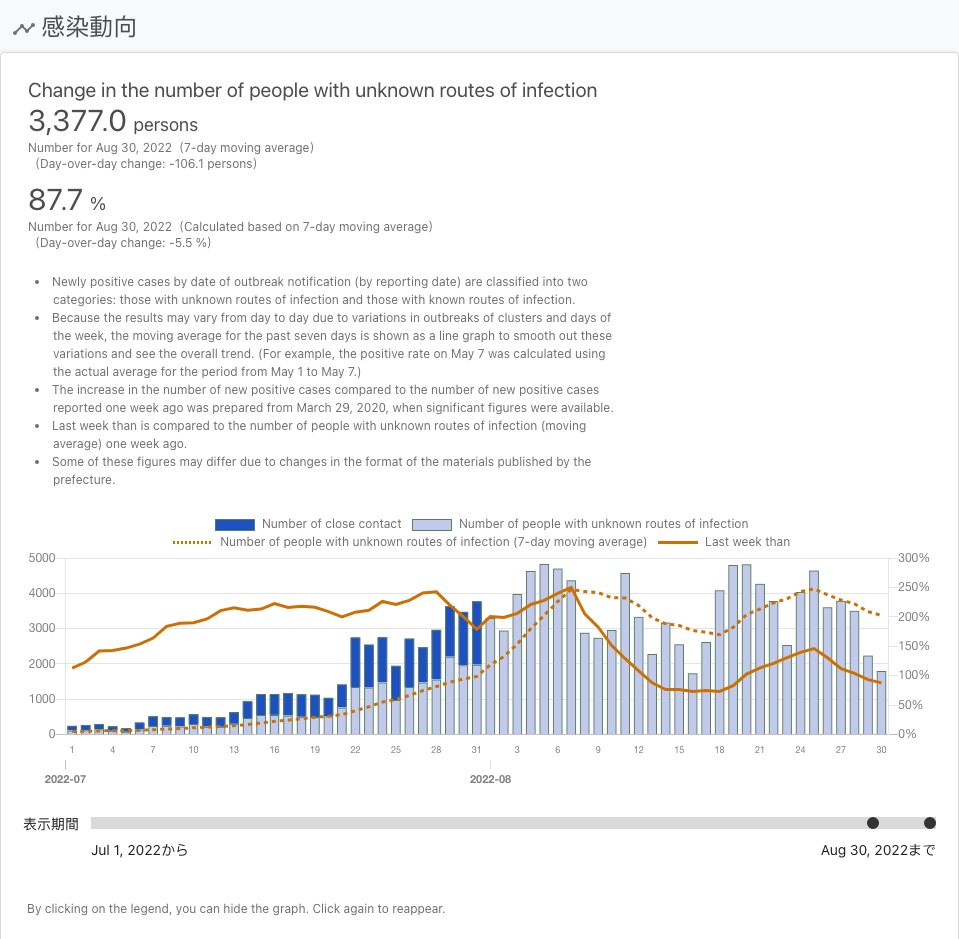 感染動向
Change in the number of people with unknown routes of infection
3,377.0 persons
Number for Aug 30, 2022 (7-day moving average)
(Day-over-day change: -106.1 persons)
87.7 %
Number for Aug 30, 2022 (Calculated based on 7-day moving average)
(Day-over-day change: -5.5 %)
• Newly positive cases by date of outbreak notification (by reporting date) are classified into two
categories: those with unknown routes of infection and those with known routes of infection.
• Because the results may vary from day to day due to variations in outbreaks of clusters and days of
the week, the moving average for the past seven days is shown as a line graph to smooth out these
variations and see the overall trend. (For example, the positive rate on May 7 was calculated using
the actual average for the period from May 1 to May 7.)
• The increase in the number of new positive cases compared to the number of new positive cases
reported one week ago was prepared from March 29, 2020, when significant figures were available.
• Last week than is compared to the number of people with unknown routes of infection (moving
average) one week ago.
• Some of these figures may differ due to changes in the format of the materials published by the
prefecture.
Number of close contact Number of people with unknown routes of infection
Number of people with unknown routes of infection (7-day moving average) Last week than
5000 300%
250%
4000
200%
3000
150%
2000
100%
1000
50%
0 0%
1 4 7 10 13 16 19 22 25 28 31 3 6 9 12 15 18 21 24 27 30
2022-07 2022-08
表示期間
Jul 1, 2022から Aug 30, 2022まで
By clicking on the legend, you can hide the graph. Click again to reappear.